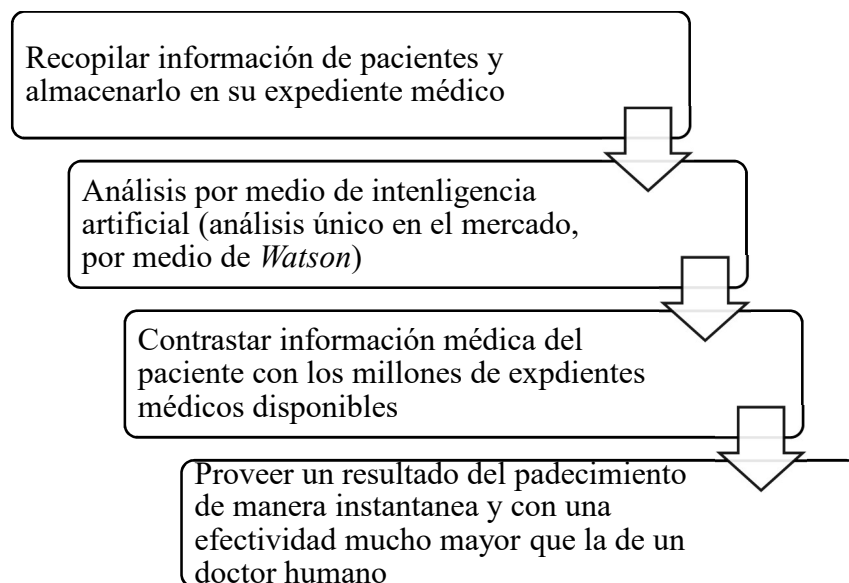 Recopilar información de pacientes y
almacenarlo en su expediente médico
Análisis por medio de intenligencia
artificial (análisis único en el mercado,
por medio de Watson)
Contrastar información médica del
paciente con los millones de expdientes
médicos disponibles
Proveer un resultado del padecimiento
de manera instantanea y con una
efectividad mucho mayor que la de un
doctor humano